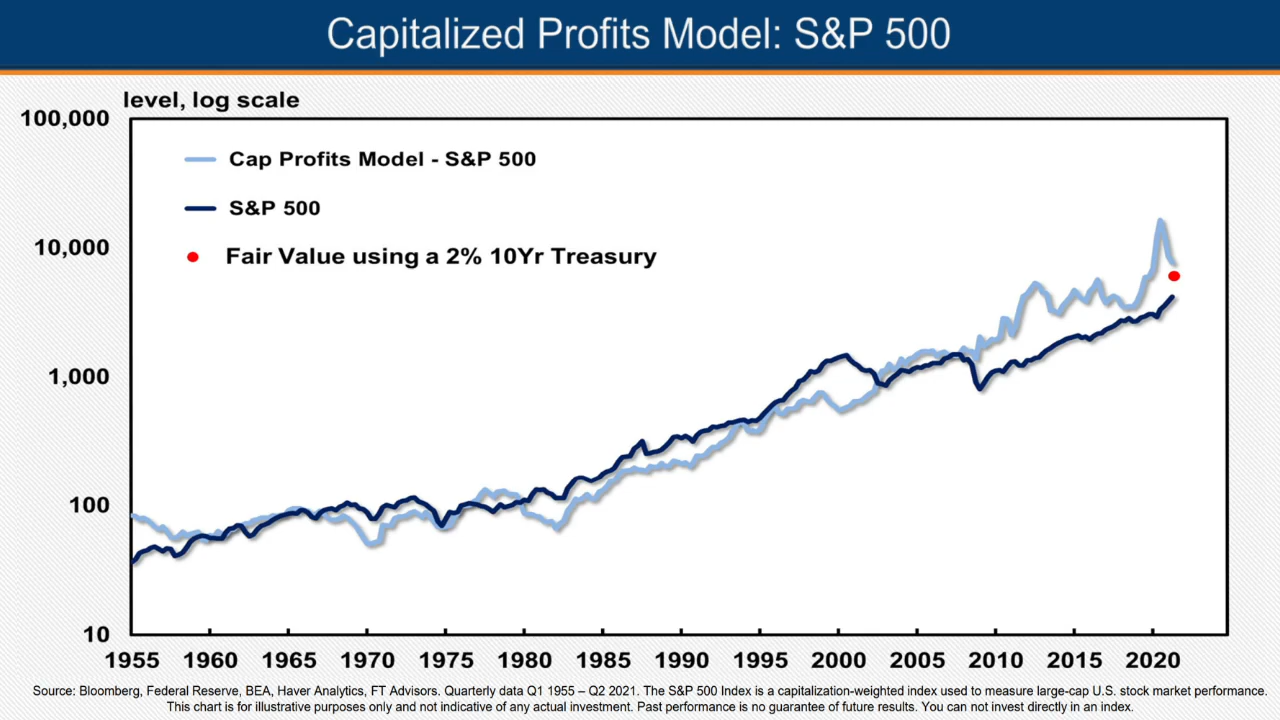 Capitalized Profits Model: S&P 500
level, log scale
100,000
Cap Profits Model - S&P 500
S&P 500
10,000
Fair Value using a 2% 10Yr Treasury
1,000
100
10
1955 1960 1965 1970 1975 1980 1985 1990 1995 2000 2005 2010 2015 2020
Source: Bloomberg, Federal Reserve, BEA, Haver Analytics, FT Advisors. Quarterly data Q1 1955 – Q2 2021. The S&P 500 Index is a capitalization-weighted index used to measure large-cap U.S. stock market performance.
This chart is for illustrative purposes only and not indicative of any actual investment. Past performance is no guarantee of future results. You can not invest directly in an index.